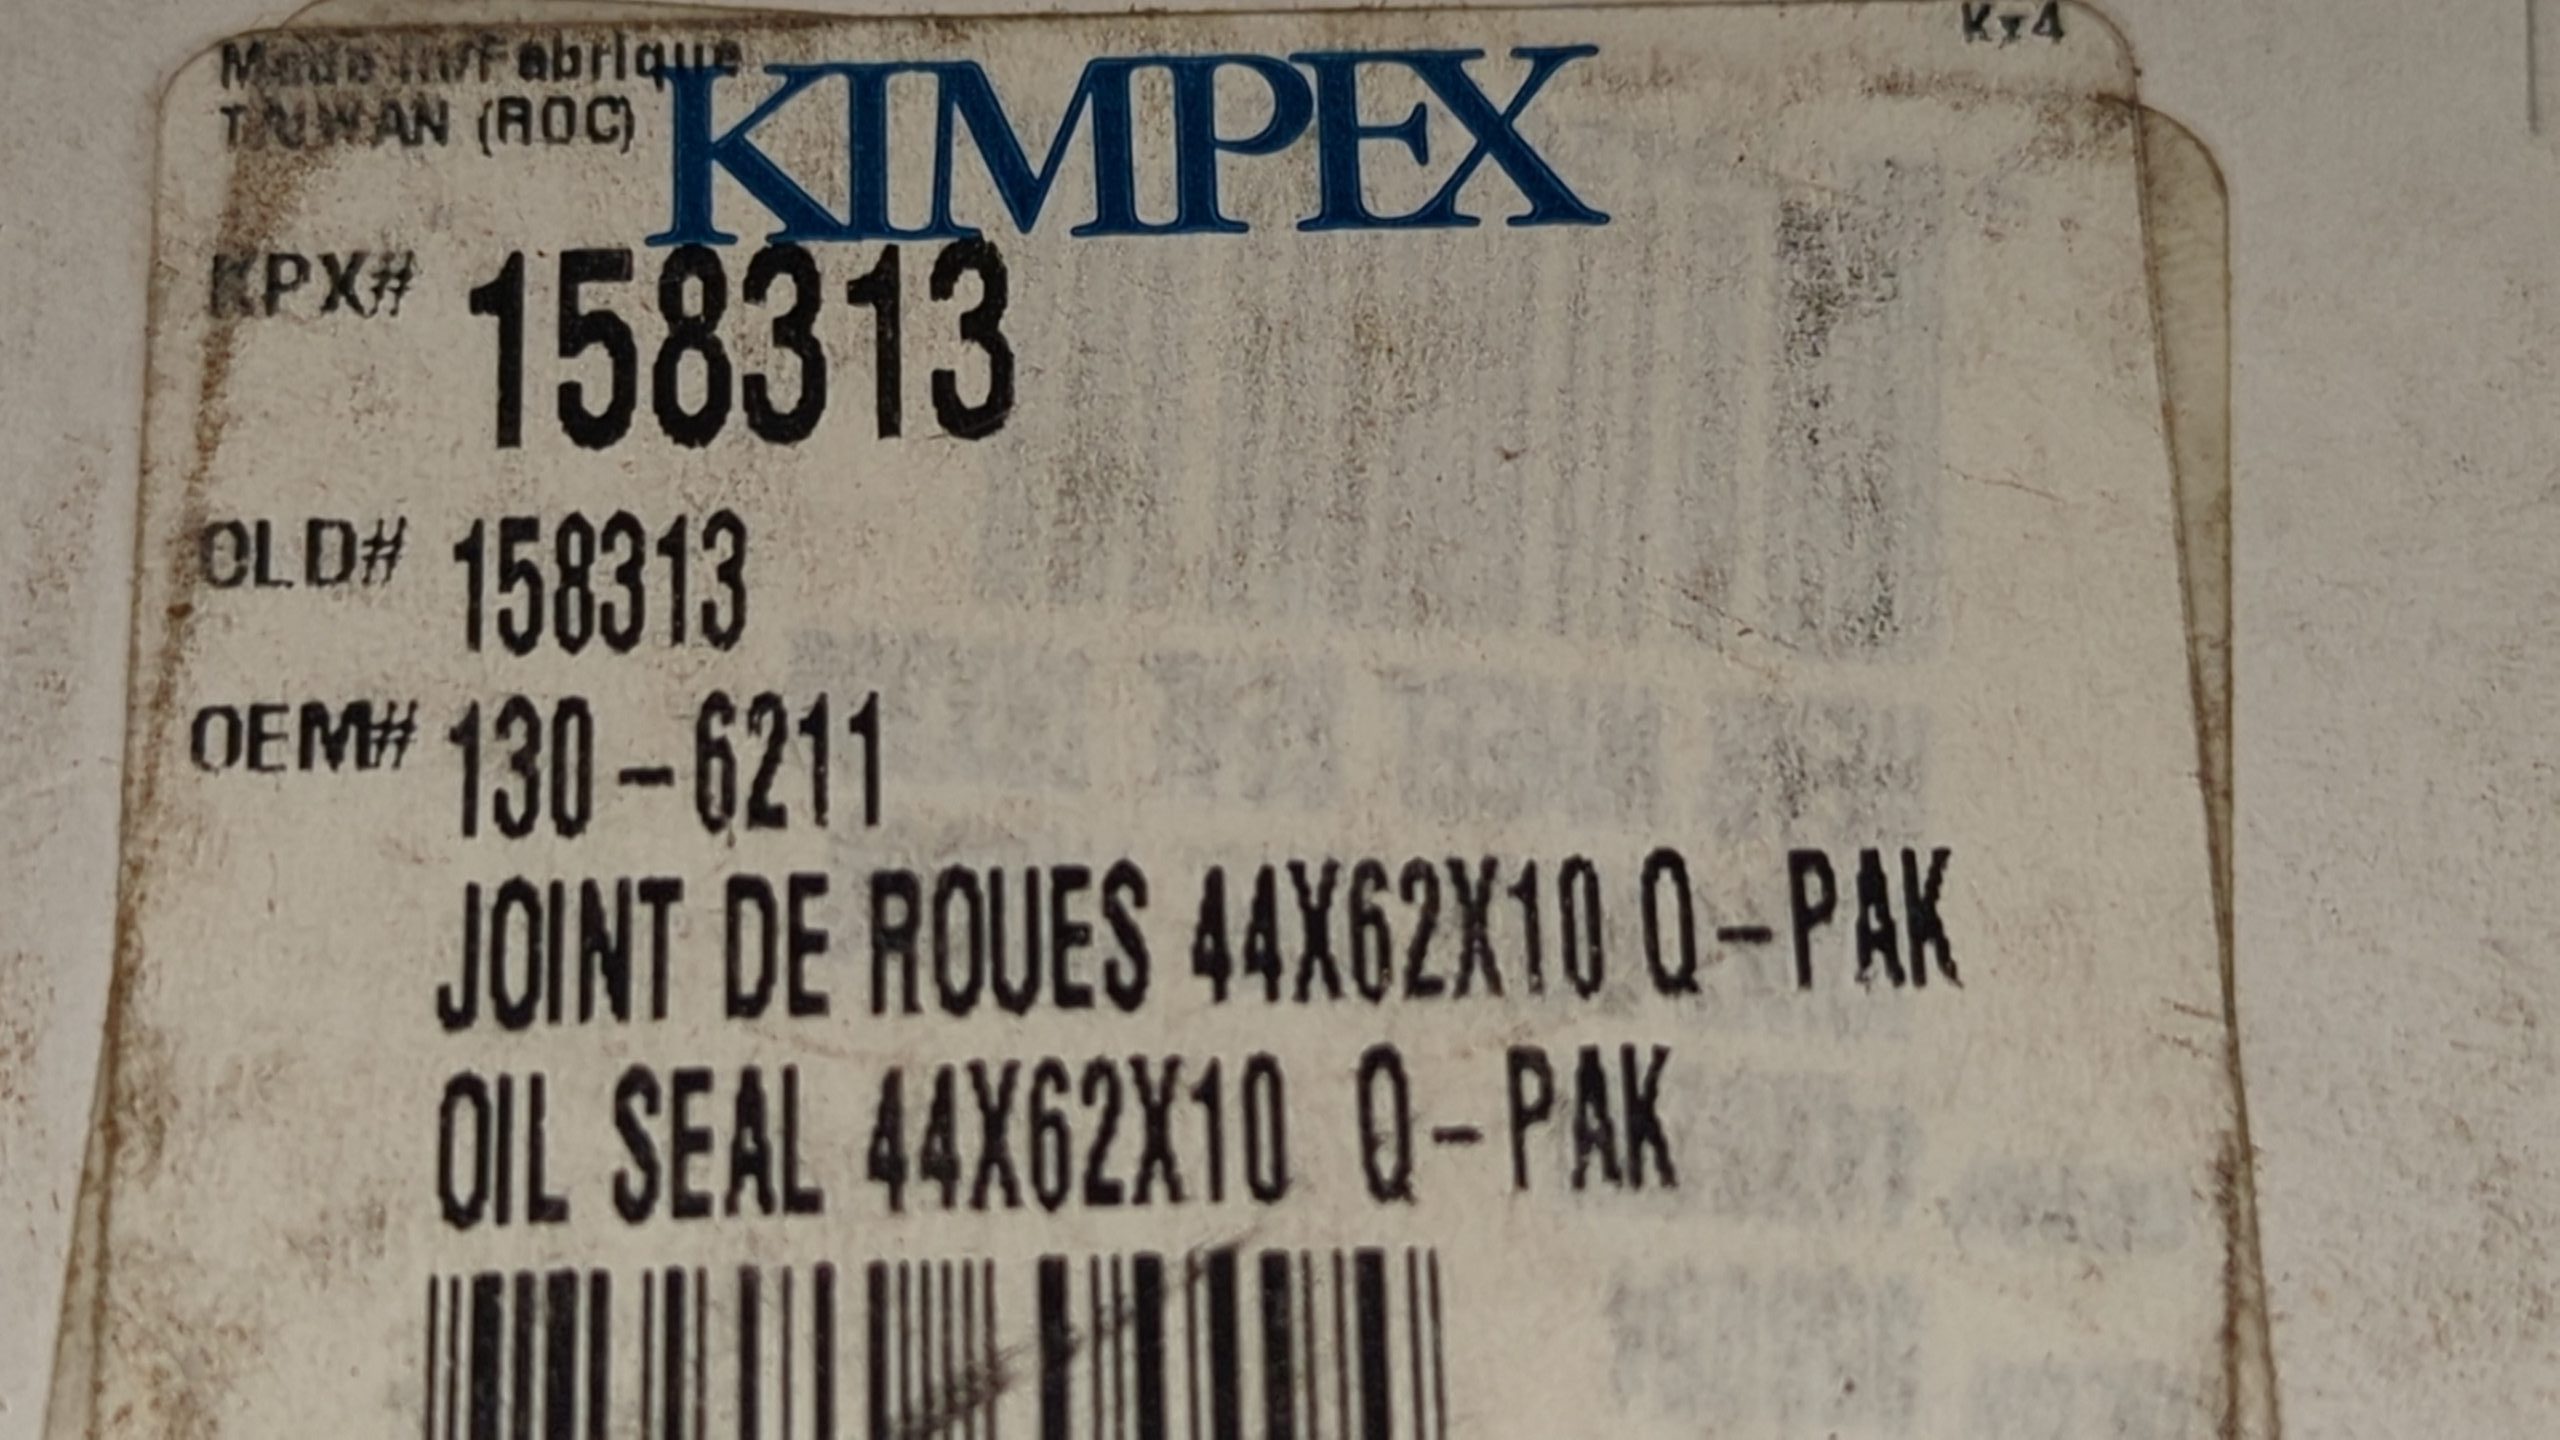 Made in/Fabrique
TAIWAN (ROC)
KIMPEX
Kx4
KPX# 158313
OLD# 158313
OEM# 130-6211
JOINT DE ROUES 44X62X10 Q-PAK
OIL SEAL 44X62X10 Q-PAK